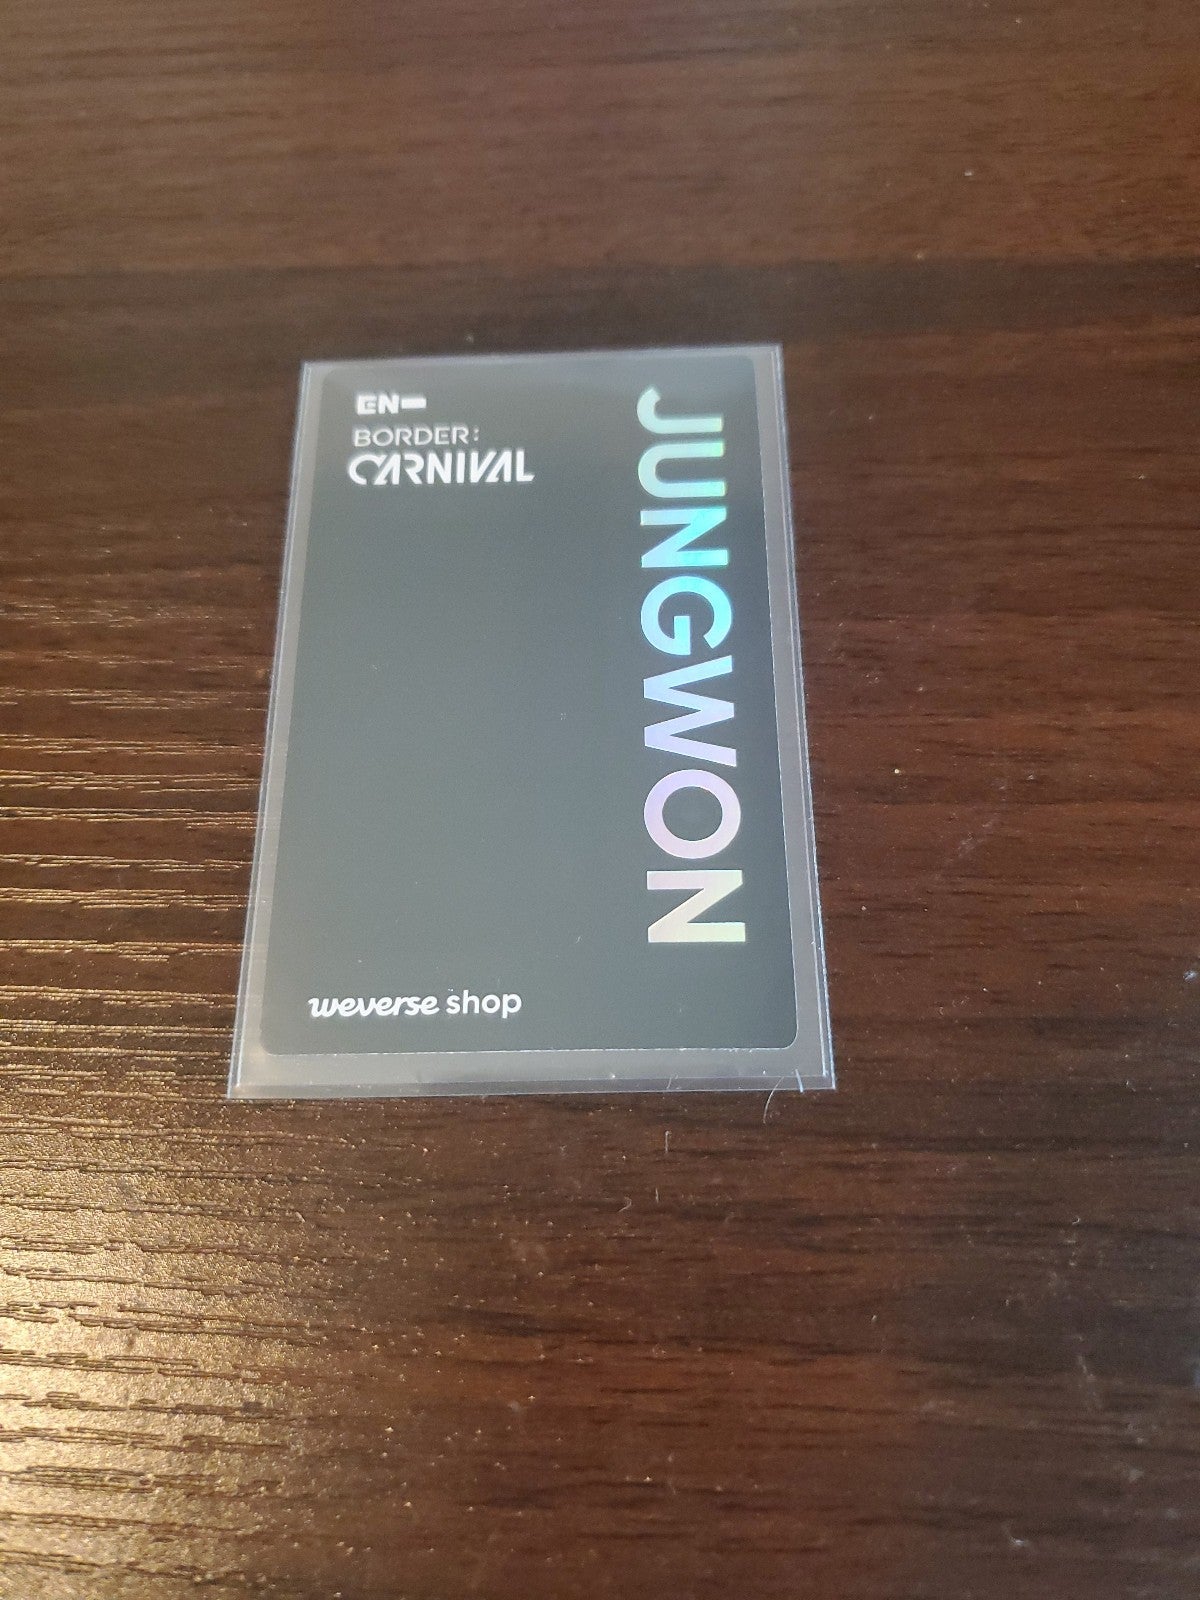 EN-
BORDER:
CARNIVAL
JUNGWON
weverse shop